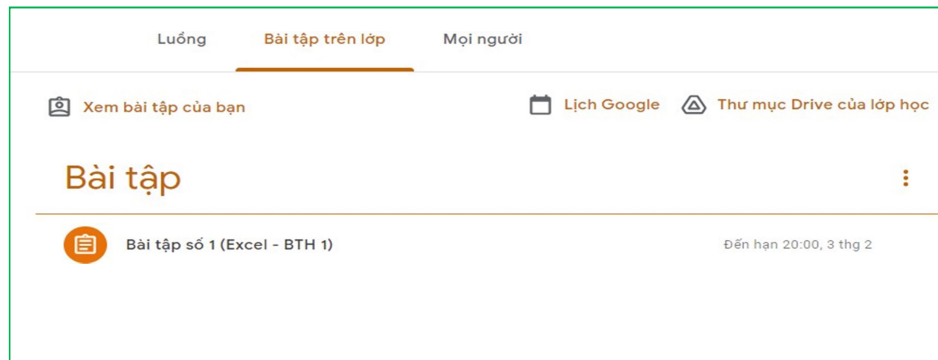 Luồng Bài tập trên lớp Mọi người
Xem bài tập của bạn Lịch Google Thư mục Drive của lớp học
Bài tập
Bài tập số 1 (Excel - BTH 1) Đến hạn 20:00, 3 thg 2